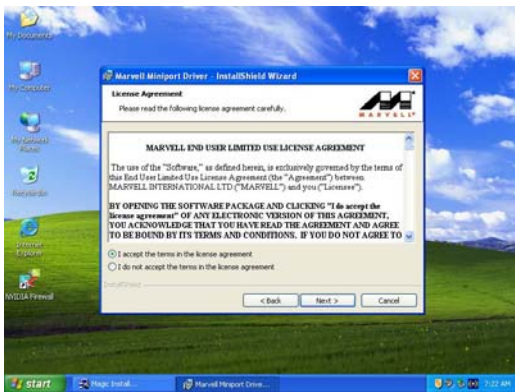 My Documents
My Computer
My Network
Places
Recycle Bin
Internet
Explorer
NVIDIA Firewall
Marvell Miniport Driver - InstallShield Wizard
License Agreement
Please read the following license agreement carefully.
MARVELL
MARVELL END USER LIMITED USE LICENSE AGREEMENT
The use of the "Software," as defined herein, is exclusively governed by the terms of
this End User Limited Use License Agreement (the "Agreement") between
MARVELL INTERNATIONAL LTD ("MARVELL") and you ("Licensee").
BY OPENING THE SOFTWARE PACKAGE AND CLICKING "I do accept the
license agreement" OF ANY ELECTRONIC VERSION OF THIS AGREEMENT,
YOU ACKNOWLEDGE THAT YOU HAVE READ THE AGREEMENT AND AGREE
TO BE BOUND BY ITS TERMS AND CONDITIONS. IF YOU DO NOT AGREE TO
I accept the terms in the license agreement
I do not accept the terms in the license agreement
InstallShield
< Back
Next >
Cancel
start
Magic Install...
Marvell Miniport Drive...
7:22 AM